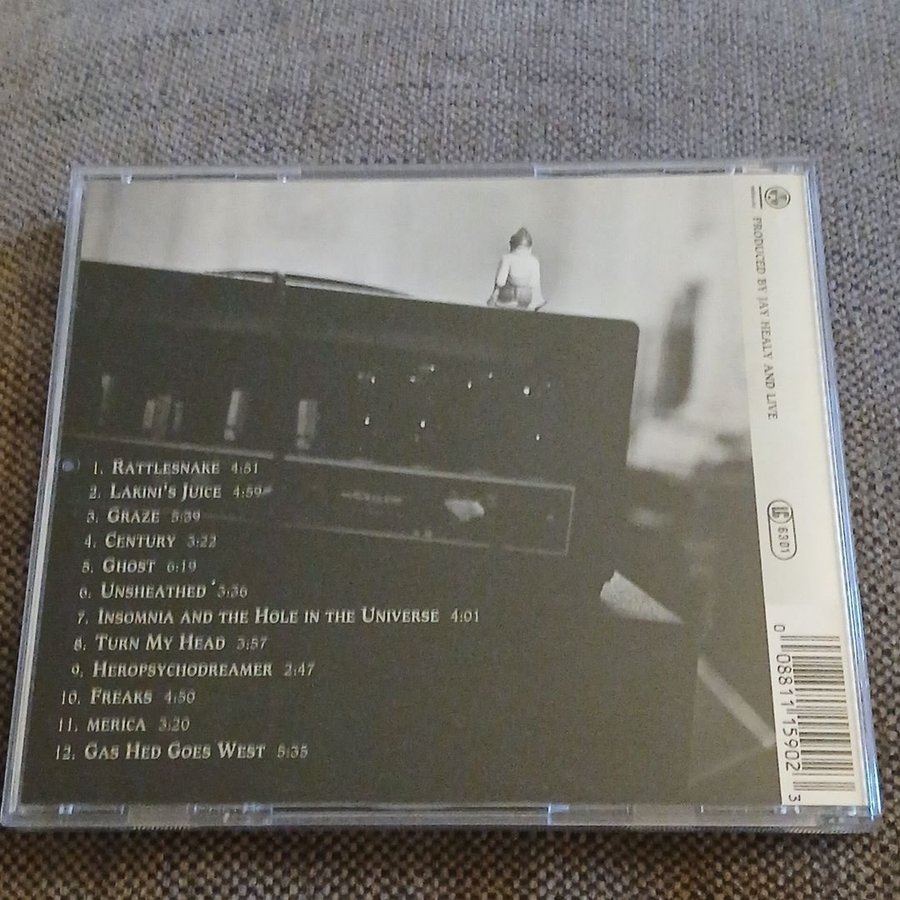 1. RATTLESNAKE 4:51
2. LAKINI'S JUICE 4:59
3. GRAZE 5:39
4. CENTURY 3:22
5. GHOST 6:19
6. UNSHEATHED 3:36
7. INSOMNIA AND THE HOLE IN THE UNIVERSE 4:01
8. TURN MY HEAD 3:57
9. HEROPSYCHODREAMER 2:47
10. FREAKS 4:50
11. MERICA 3:20
12. GAS HED GOES WEST 5:35
PRODUCED BY JAY HEALY AND LIVE
LC 6301
0 08811 15902 3